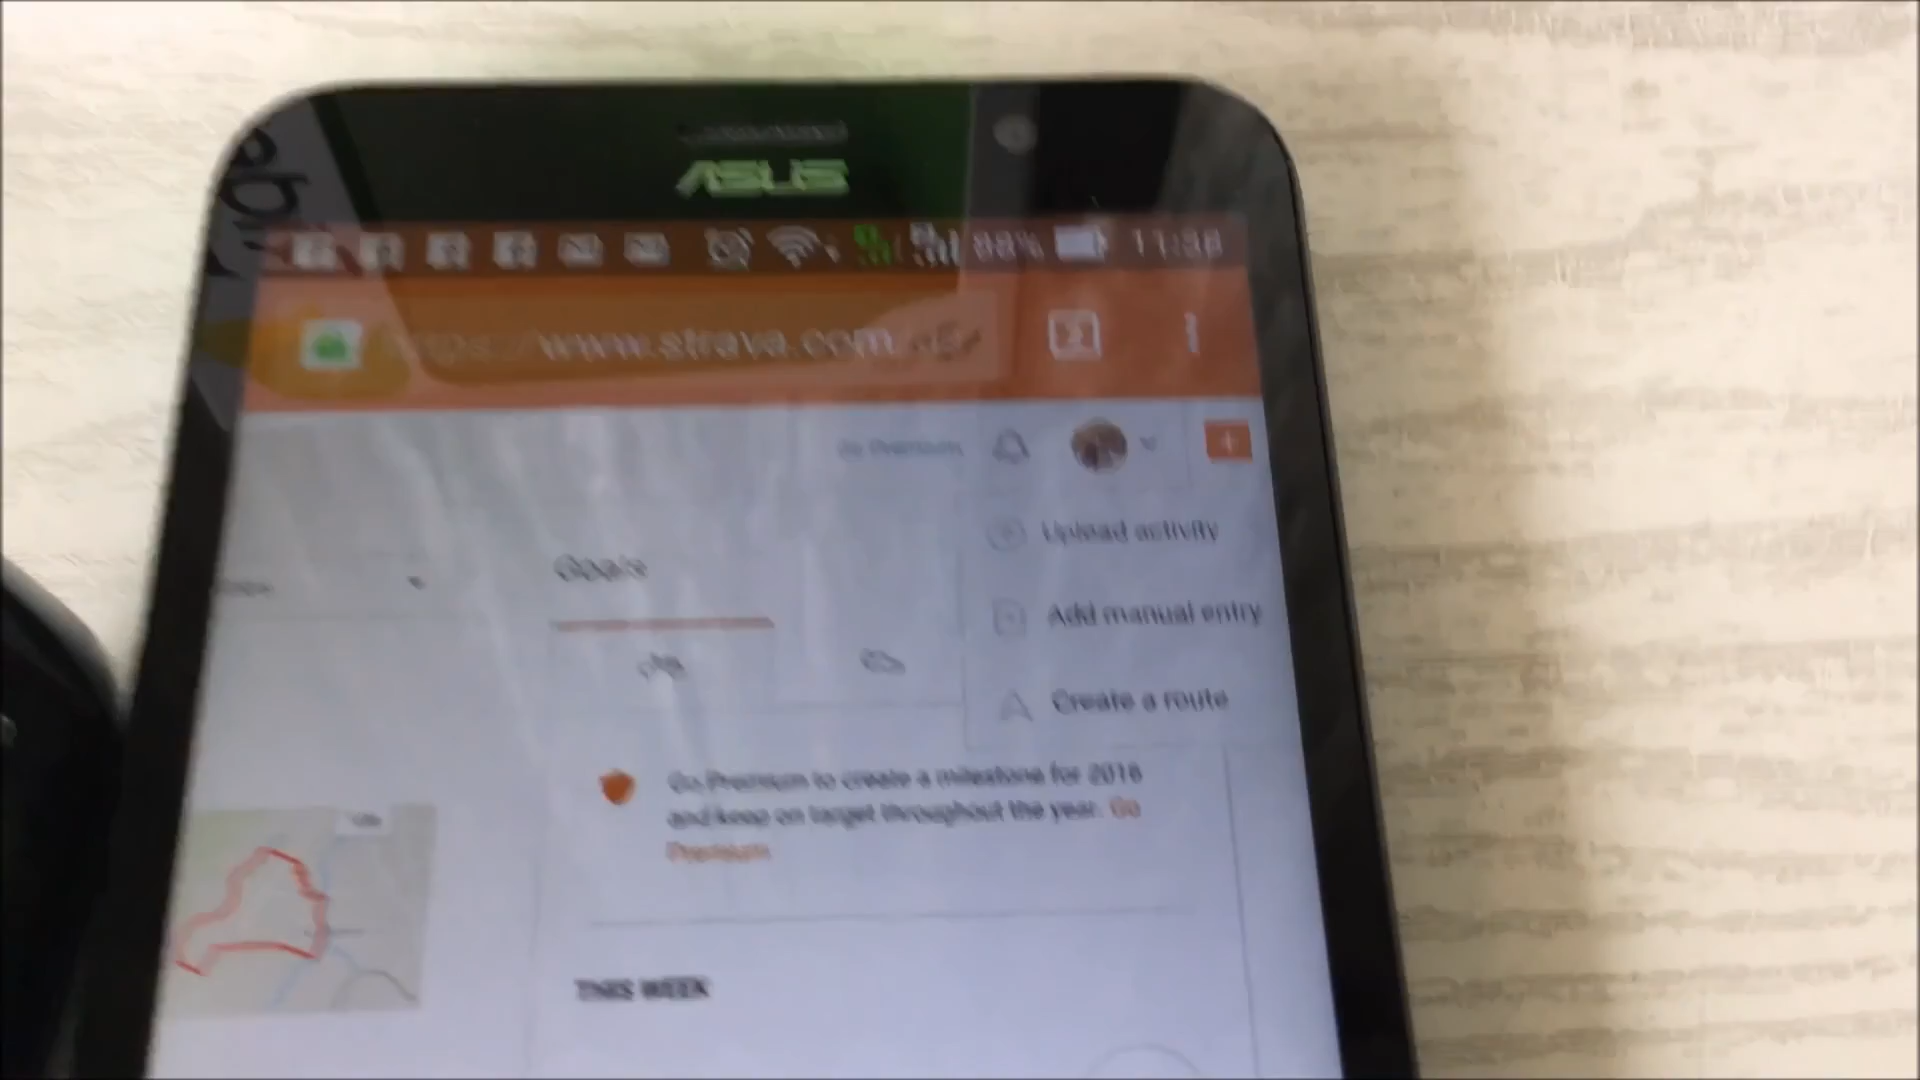 ASUS
88% 11:38
https://www.strava.com
Go Premium
Upload activity
Goals
Add manual entry
Create a route
Go Premium to create a milestone for 2016
and keep on target throughout the year. Go
Premium
THIS WEEK